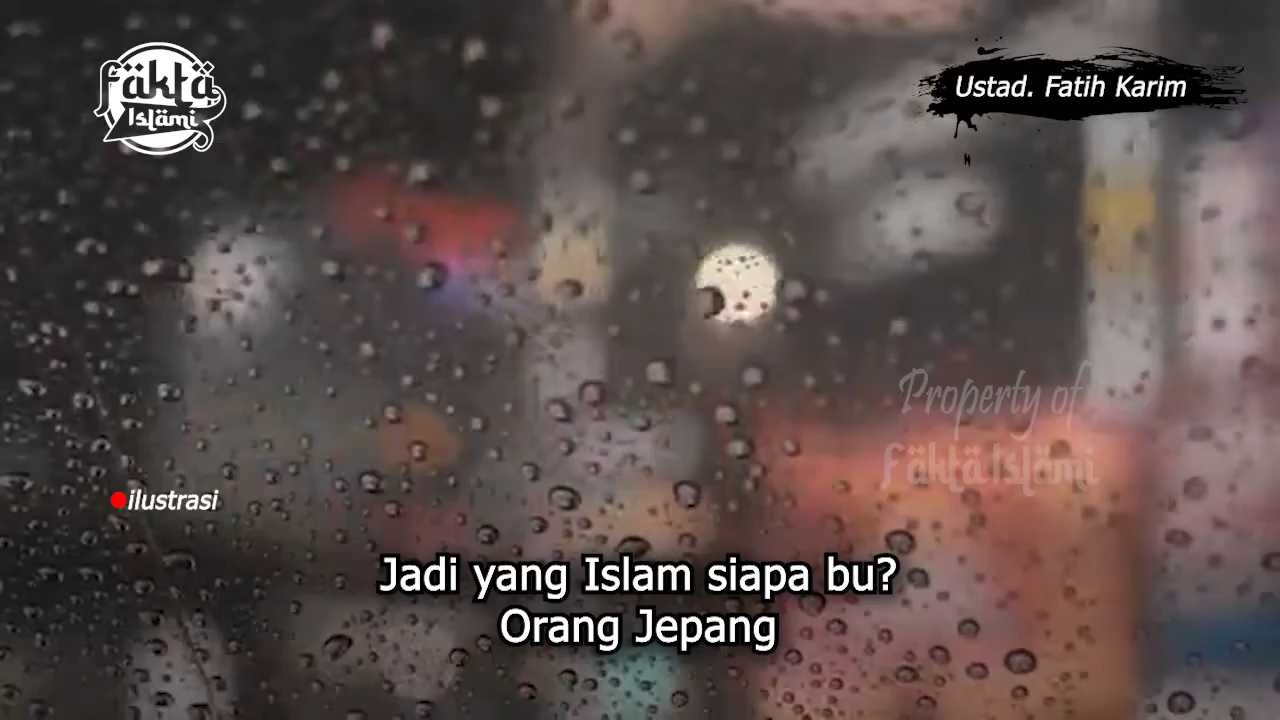 fäktä
Islämi
Ustad. Fatih Karim
Property of
fäktä Islämi
ilustrasi
Jadi yang Islam siapa bu?
Orang Jepang